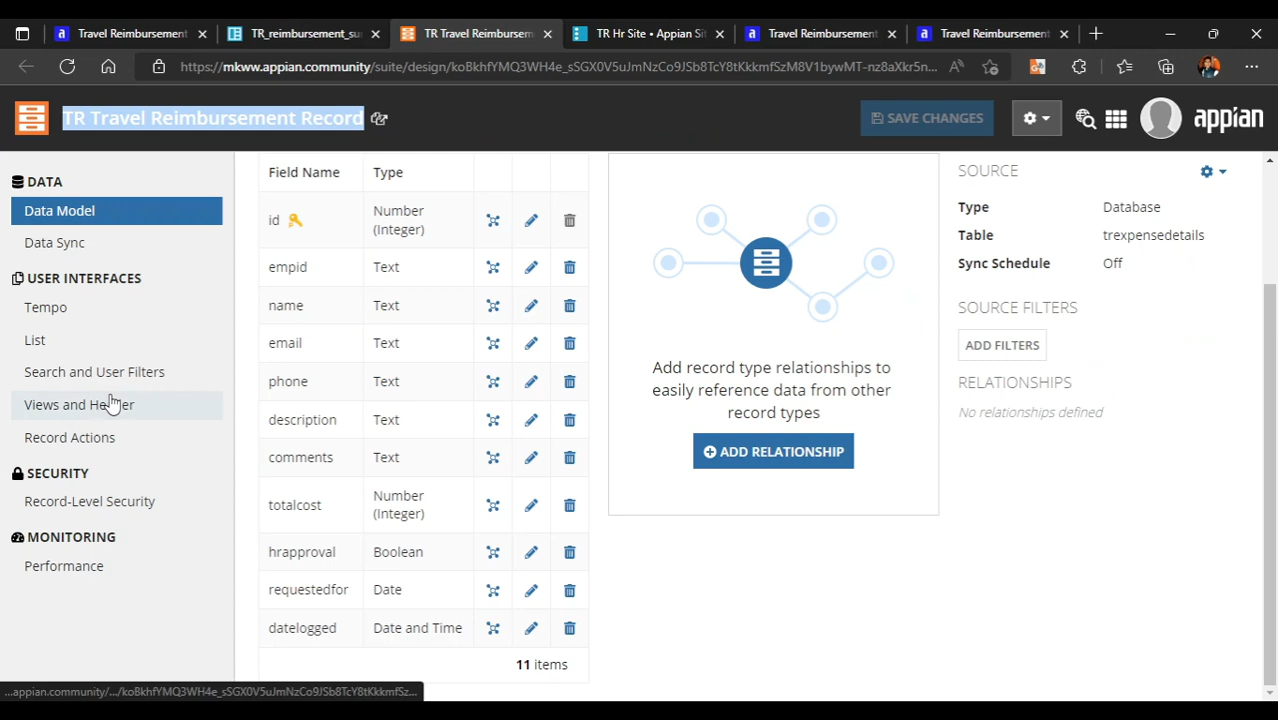 Travel Reimbursement
TR_reimbursement_su
TR Travel Reimbursem
TR Hr Site • Appian Si
Travel Reimbursement
Travel Reimbursement
https://mkww.appian.community/suite/design/koBkhfYMQ3WH4e_sSGX0V5uJmNzCo9JSb8TcY8tKkkmfSzM8V1bywMT-nz8aXkr5n...
TR Travel Reimbursement Record
SAVE CHANGES
appian
DATA
Data Model
Data Sync
USER INTERFACES
Tempo
List
Search and User Filters
Views and Header
Record Actions
SECURITY
Record-Level Security
MONITORING
Performance
Field Name Type
id Number (Integer)
empid Text
name Text
email Text
phone Text
description Text
comments Text
totalcost Number (Integer)
hrapproval Boolean
requestedfor Date
datelogged Date and Time
11 items
Add record type relationships to
easily reference data from other
record types
ADD RELATIONSHIP
SOURCE
Type Database
Table trexpensedetails
Sync Schedule Off
SOURCE FILTERS
ADD FILTERS
RELATIONSHIPS
No relationships defined
...appian.community/.../koBkhfYMQ3WH4e_sSGX0V5uJmNzCo9JSb8TcY8tKkkmfSz...